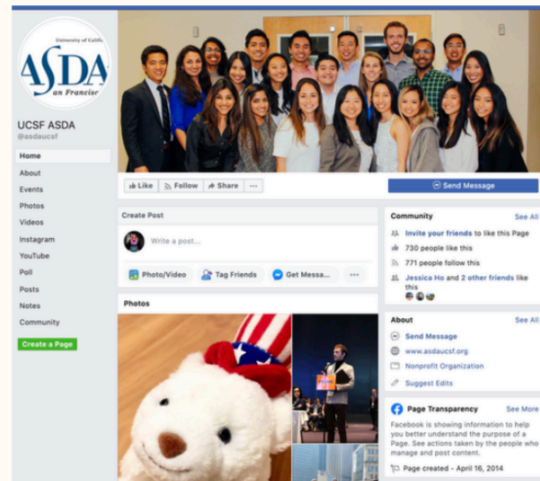 University of Califo
ASDA
an Francisc
UCSF ASDA
@asdaucsf
Home
About
Events
Photos
Videos
Instagram
YouTube
Poll
Posts
Notes
Community
Create a Page
Like Follow Share ...
Send Message
Create Post
Write a post...
Photo/Video Tag Friends Get Messa... ...
Photos
Community See All
Invite your friends to like this Page
730 people like this
771 people follow this
Jessica Ho and 2 other friends like
this
About See All
Send Message
www.asdaucsf.org
Nonprofit Organization
Suggest Edits
Page Transparency See More
Facebook is showing information to help
you better understand the purpose of a
Page. See actions taken by the people who
manage and post content.
Page created - April 16, 2014